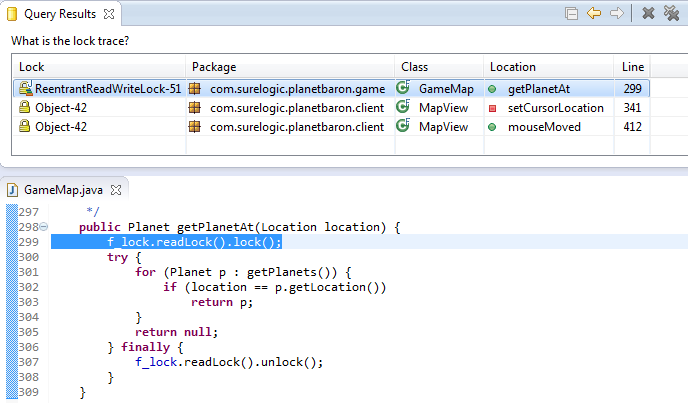 Query Results
What is the lock trace?
Lock Package Class Location Line
ReentrantReadWriteLock-51 com.surelogic.planetbaron.game GameMap getPlanetAt 299
Object-42 com.surelogic.planetbaron.client MapView setCursorLocation 341
Object-42 com.surelogic.planetbaron.client MapView mouseMoved 412
GameMap.java
297 */
298 public Planet getPlanetAt(Location location) {
299 f_lock.readLock().lock();
300 try {
301 for (Planet p : getPlanets()) {
302 if (location == p.getLocation())
303 return p;
304 }
305 return null;
306 } finally {
307 f_lock.readLock().unlock();
308 }
309 }